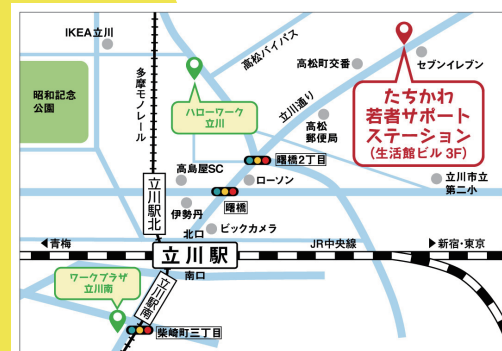 IKEA立川
高松バイパス
高松町交番
セブンイレブン
昭和記念
公園
多摩モノレール
ハローワーク
立川
立川通り
たちかわ
若者サポート
ステーション
(生活館ビル 3F)
高松
郵便局
曙橋2丁目
高島屋SC
ローソン
立川市立
第二小
立川駅北
伊勢丹
曙橋
北口
ビックカメラ
◀青梅
立川駅
JR中央線
▶新宿・東京
南口
ワークプラザ
立川南
立川駅南
柴崎町三丁目